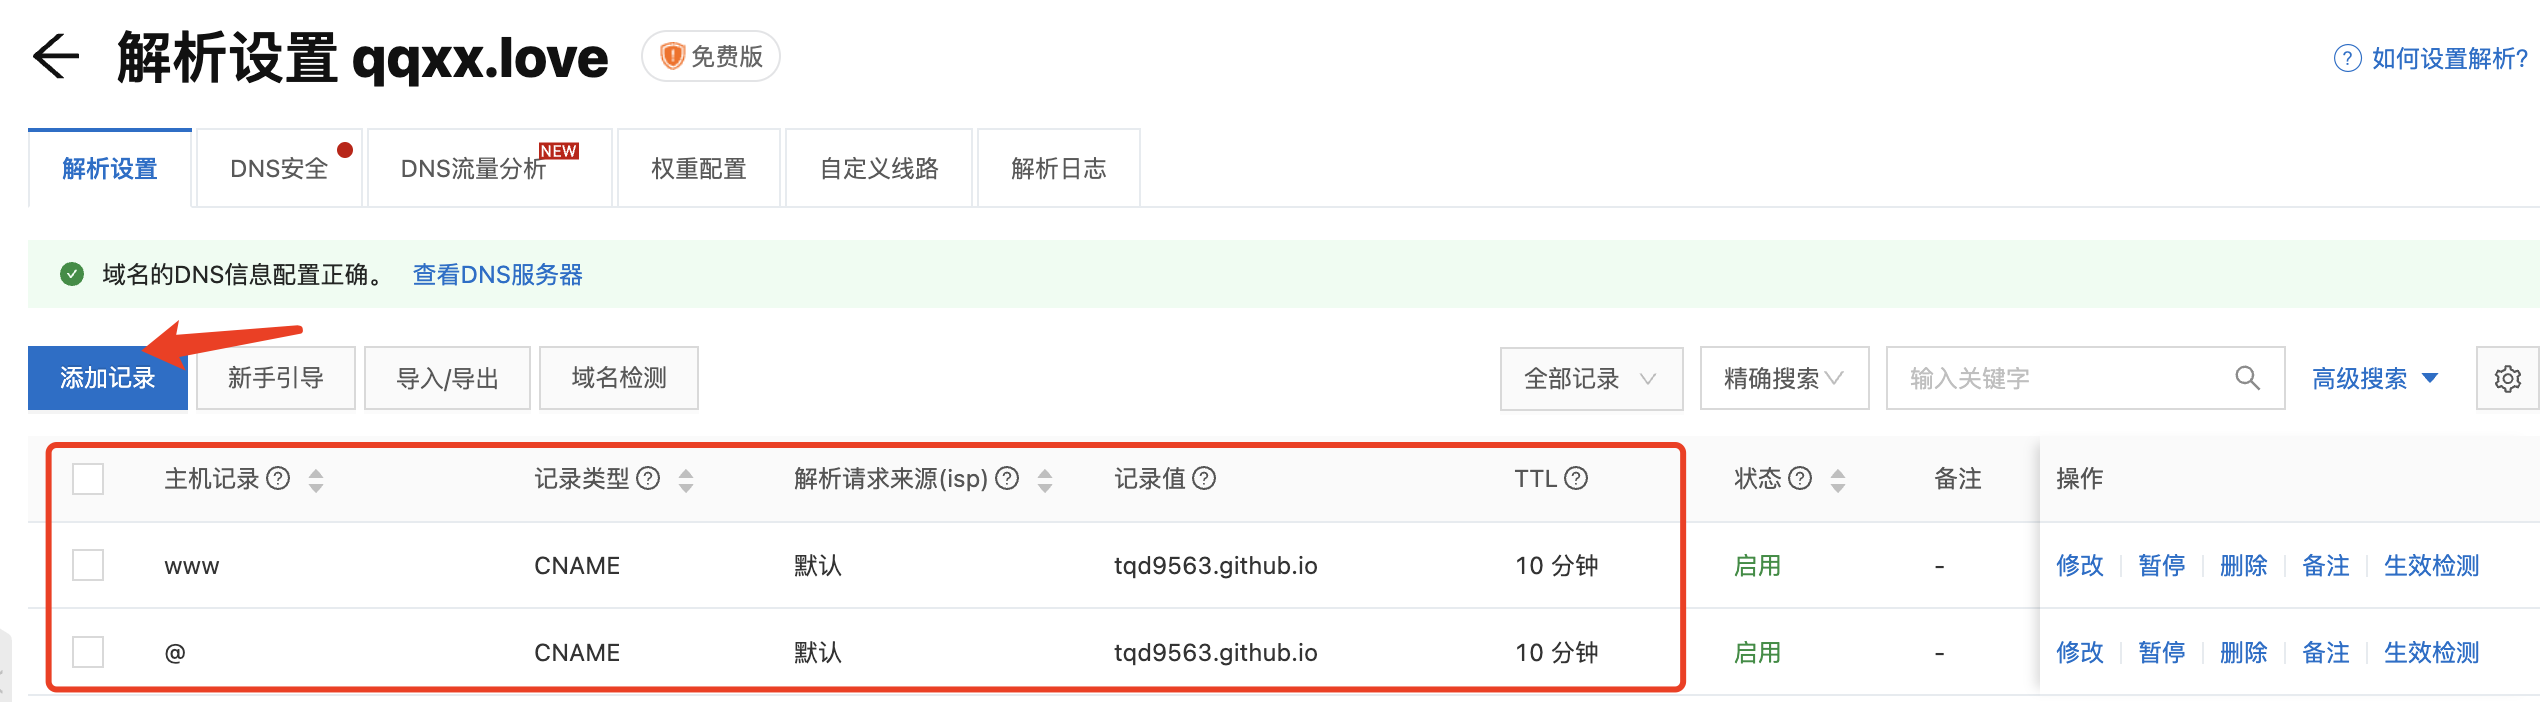 解析设置 qqxx.love 免费版 如何设置解析?
解析设置 DNS安全 DNS流量分析 NEW 权重配置 自定义线路 解析日志
域名的DNS信息配置正确。 查看DNS服务器
添加记录 新手引导 导入/导出 域名检测 全部记录 精确搜索 输入关键字 高级搜索
主机记录 记录类型 解析请求来源(isp) 记录值 TTL 状态 备注 操作
www CNAME 默认 tqd9563.github.io 10 分钟 启用 - 修改 暂停 删除 备注 生效检测
@ CNAME 默认 tqd9563.github.io 10 分钟 启用 - 修改 暂停 删除 备注 生效检测